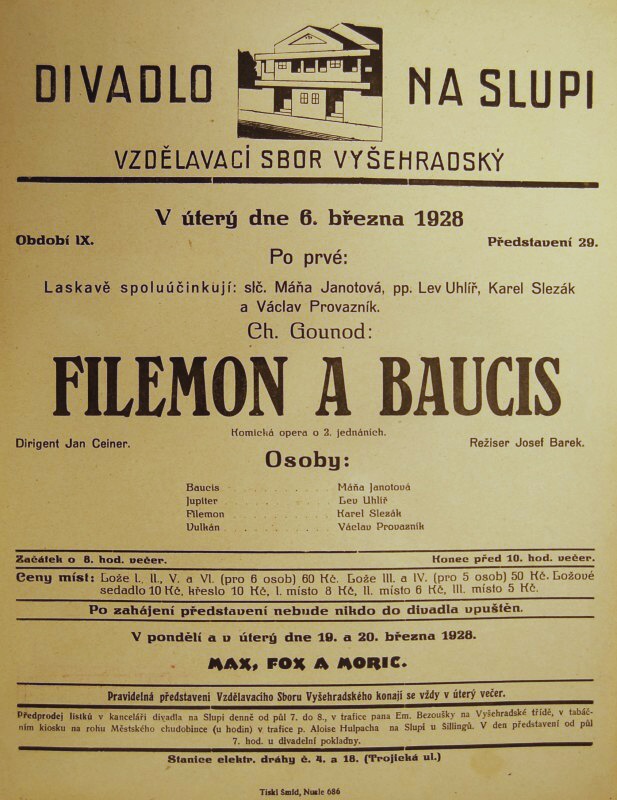 DIVADLO NA SLUPI
VZDĚLAVACÍ SBOR VYŠEHRADSKÝ
V úterý dne 6. března 1928
Období IX.
Představení 29.
Po prvé:
Laskavě spoluúčinkují: slč. Máňa Janotová, pp. Lev Uhlíř, Karel Slezák
a Václav Provazník.
Ch. Gounod:
FILEMON A BAUCIS
Komická opera o 2. jednáních.
Dirigent Jan Ceiner.
Režiser Josef Barek.
Osoby:
Baucis . . . . . . . . . Máňa Janotová
Jupiter . . . . . . . . . Lev Uhlíř
Filemon . . . . . . . . . Karel Slezák
Vulkán . . . . . . . . . Václav Provazník
Začátek o 8. hod. večer.
Konec před 10. hod. večer.
Ceny míst: Lože I., II., V. a VI. (pro 6 osob) 60 Kč. Lože III. a IV. (pro 5 osob) 50 Kč. Ložové
sedadlo 10 Kč, křeslo 10 Kč, I. místo 8 Kč, II. místo 6 Kč, III. místo 5 Kč.
Po zahájení představení nebude nikdo do divadla vpuštěn.
V pondělí a v úterý dne 19. a 20. března 1928.
MAX, FOX A MORIC.
Pravidelná představení Vzdělavacího Sboru Vyšehradského konají se vždy v úterý večer.
Předprodej lístků v kanceláři divadla na Slupi denně od půl 7. do 8., v trafice pana Em. Bezoušky na Vyšehradské třídě, v tabáč-
ním kiosku na rohu Městského chudobince (u hodin) v trafice p. Aloise Hulpacha na Slupi u Šillingů. V den představení od půl
7. hod. u divadelní pokladny.
Stanice elektr. dráhy č. 4. a 18. (Trojická ul.)
Tiskl Šmíd, Nusle 686